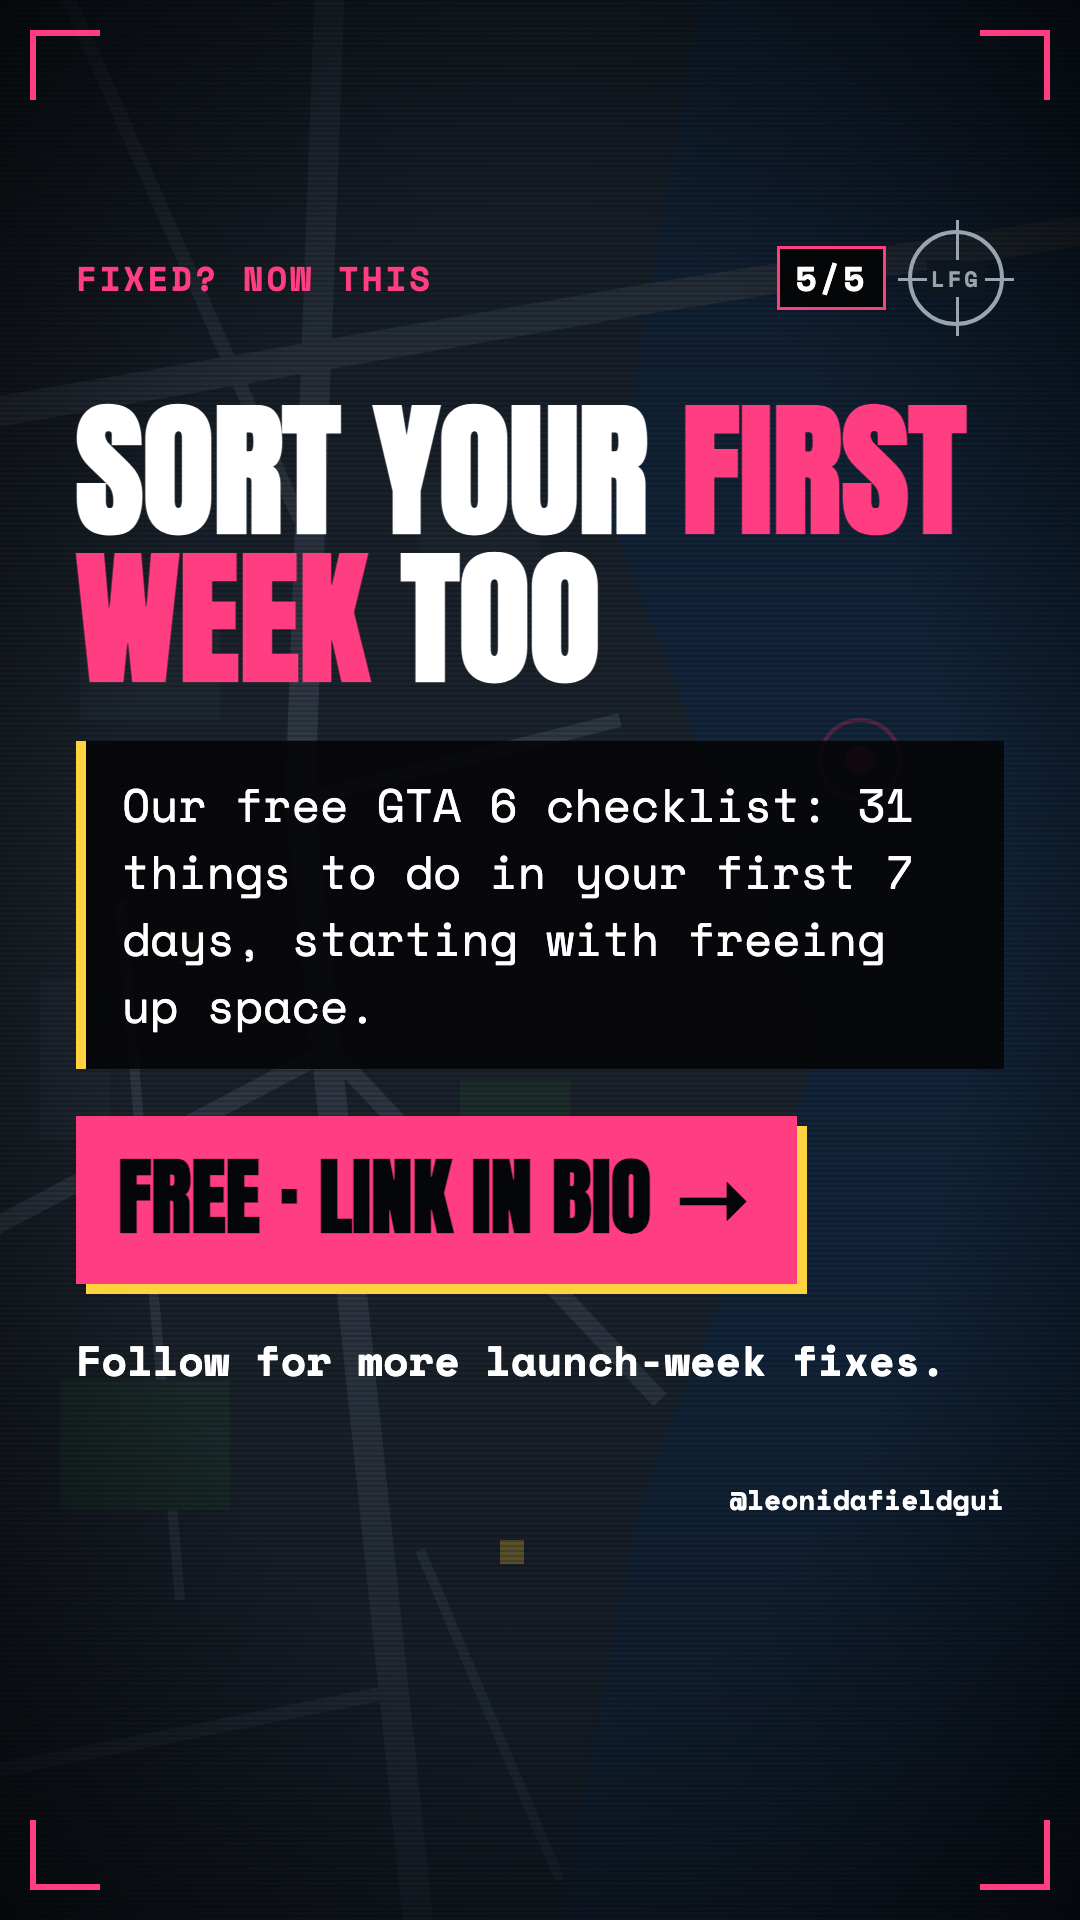 FIXED? NOW THIS
5/5
LFG
SORT YOUR FIRST
WEEK TOO
Our free GTA 6 checklist: 31
things to do in your first 7
days, starting with freeing
up space.
FREE · LINK IN BIO →
Follow for more launch-week fixes.
@leonidafieldgui